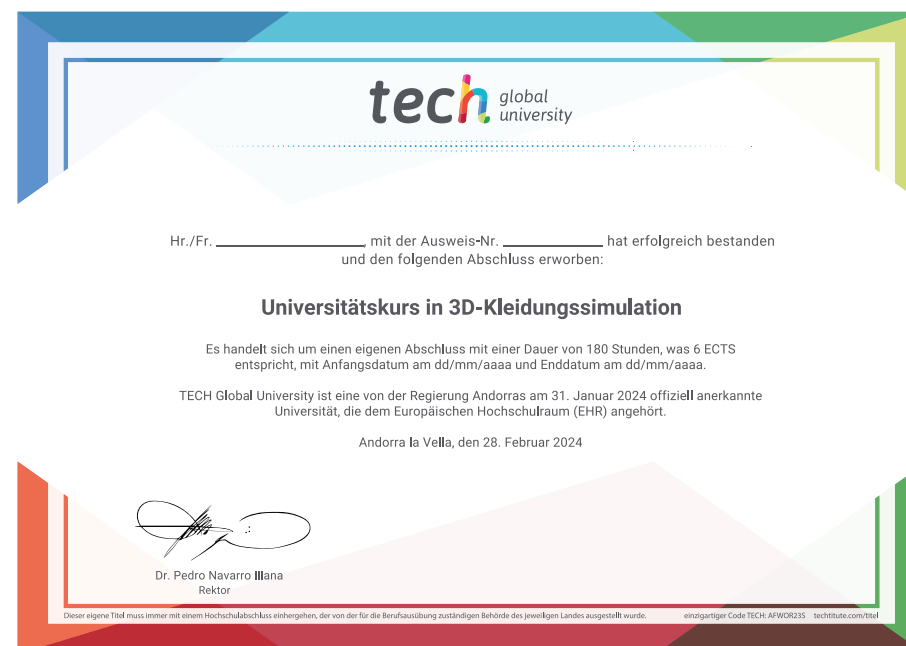 tech global university
Hr./Fr. ____________________, mit der Ausweis-Nr. ______________ hat erfolgreich bestanden
und den folgenden Abschluss erworben:
Universitätskurs in 3D-Kleidungssimulation
Es handelt sich um einen eigenen Abschluss mit einer Dauer von 180 Stunden, was 6 ECTS
entspricht, mit Anfangsdatum am dd/mm/aaaa und Enddatum am dd/mm/aaaa.
TECH Global University ist eine von der Regierung Andorras am 31. Januar 2024 offiziell anerkannte
Universität, die dem Europäischen Hochschulraum (EHR) angehört.
Andorra la Vella, den 28. Februar 2024
Dr. Pedro Navarro Illana
Rektor
Dieser eigene Titel muss immer mit einem Hochschulabschluss einhergehen, der von der für die Berufsausübung zuständigen Behörde des jeweiligen Landes ausgestellt wurde. einzigartiger Code TECH: AFWOR23S techtitute.com/titel